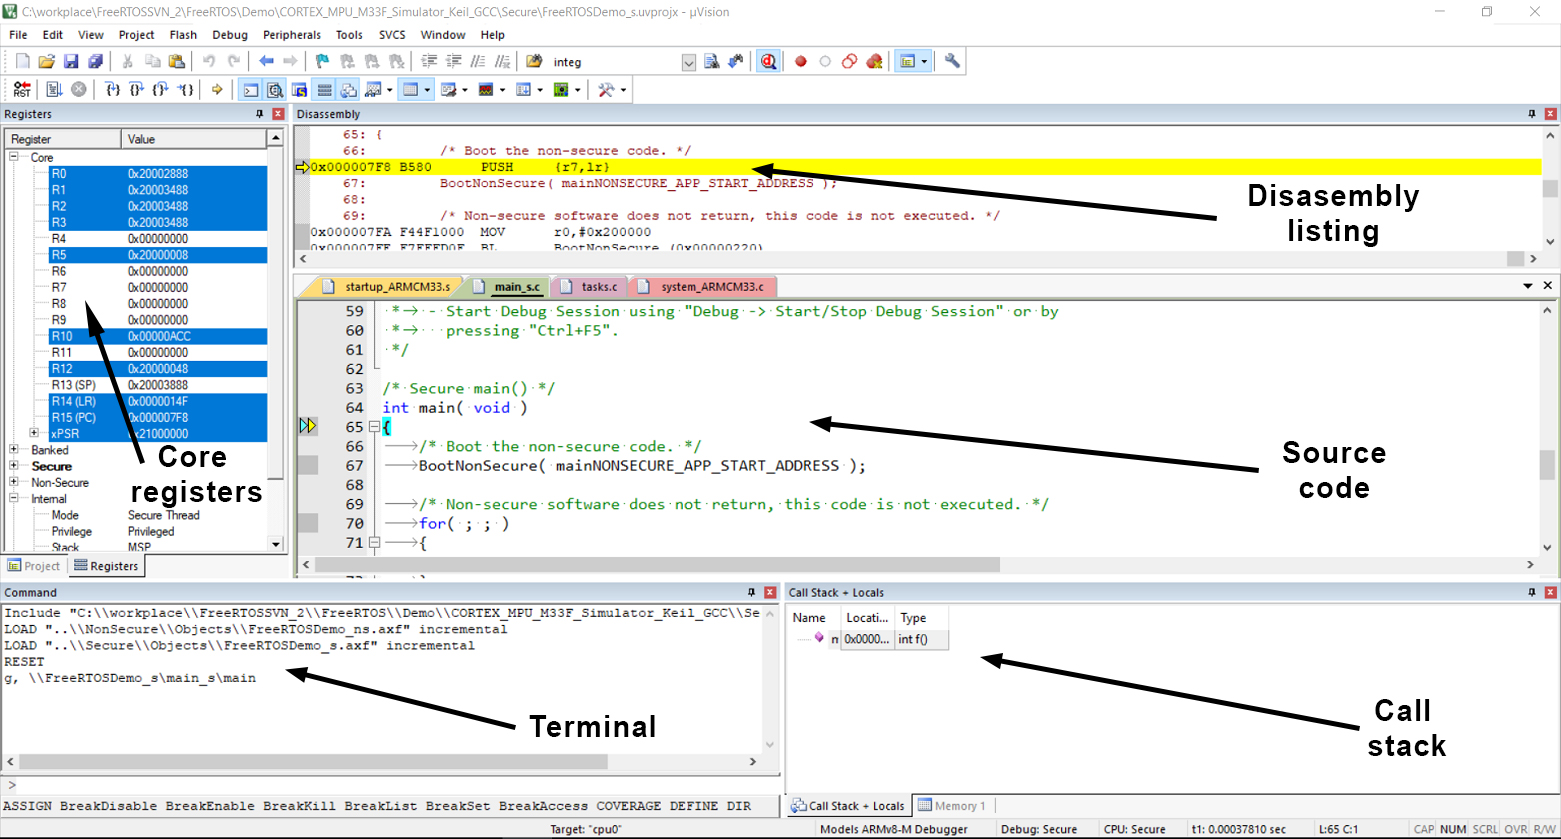 C:\workplace\FreeRTOSSVN_2\FreeRTOS\Demo\CORTEX_MPU_M33F_Simulator_Keil_GCC\Secure\FreeRTOSDemo_s.uvprojx - µVision
File Edit View Project Flash Debug Peripherals Tools SVCS Window Help
integ
RST
Registers
Register Value
Core
R0 0x20002888
R1 0x20003488
R2 0x20003488
R3 0x20003488
R4 0x00000000
R5 0x20000008
R6 0x00000000
R7 0x00000000
R8 0x00000000
R9 0x00000000
R10 0x00000ACC
R11 0x00000000
R12 0x20000048
R13 (SP) 0x20003888
R14 (LR) 0x0000014F
R15 (PC) 0x000007F8
xPSR 0x21000000
Banked
Secure
Non-Secure
Internal
Mode Secure Thread
Privilege Privileged
Stack MSP
Core
registers
Project Registers
Disassembly
65: {
66: /* Boot the non-secure code. */
0x000007F8 B580 PUSH {r7,lr}
67: BootNonSecure( mainNONSECURE_APP_START_ADDRESS );
68:
69: /* Non-secure software does not return, this code is not executed. */
0x000007FA F44F1000 MOV r0,#0x200000
0x000007FE F7FFFD0F BL BootNonSecure (0x00000220)
Disasembly
listing
startup_ARMCM33.s main_s.c tasks.c system_ARMCM33.c
59 * - Start Debug Session using "Debug -> Start/Stop Debug Session" or by
60 * pressing "Ctrl+F5".
61 */
62
63 /* Secure main() */
64 int main( void )
65 {
66 /* Boot the non-secure code. */
67 BootNonSecure( mainNONSECURE_APP_START_ADDRESS );
68
69 /* Non-secure software does not return, this code is not executed. */
70 for( ; ; )
71 {
Source
code
Command
Include "C:\\workplace\\FreeRTOSSVN_2\\FreeRTOS\\Demo\\CORTEX_MPU_M33F_Simulator_Keil_GCC\\Se
LOAD "..\\NonSecure\\Objects\\FreeRTOSDemo_ns.axf" incremental
LOAD "..\\Secure\\Objects\\FreeRTOSDemo_s.axf" incremental
RESET
g, \\FreeRTOSDemo_s\main_s\main
Terminal
>
ASSIGN BreakDisable BreakEnable BreakKill BreakList BreakSet BreakAccess COVERAGE DEFINE DIR
Call Stack + Locals
Name Locati... Type
0x0000... int f()
Call
stack
Call Stack + Locals Memory 1
Target: "cpu0" Models ARMv8-M Debugger Debug: Secure CPU: Secure t1: 0.00037810 sec L:65 C:1 CAP NUM SCRL OVR R/W